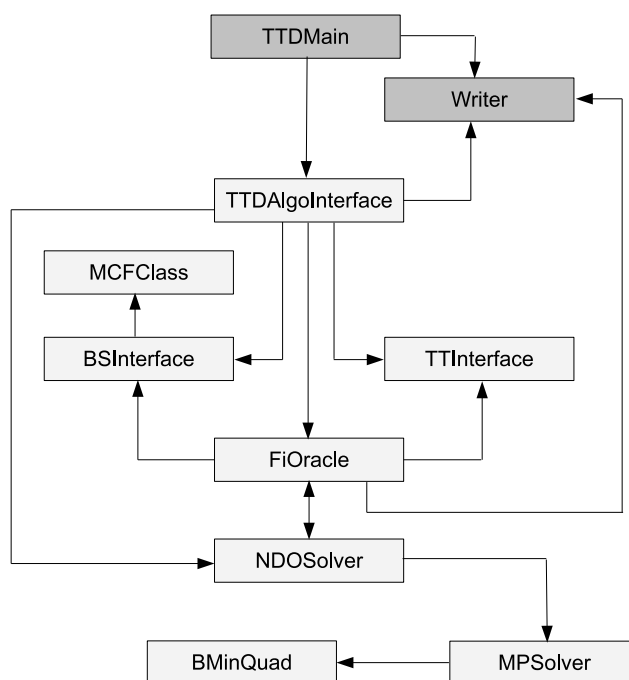 TTDMain
Writer
TTDAlgoInterface
MCFClass
BSInterface
TTInterface
FiOracle
NDOSolver
BMinQuad
MPSolver